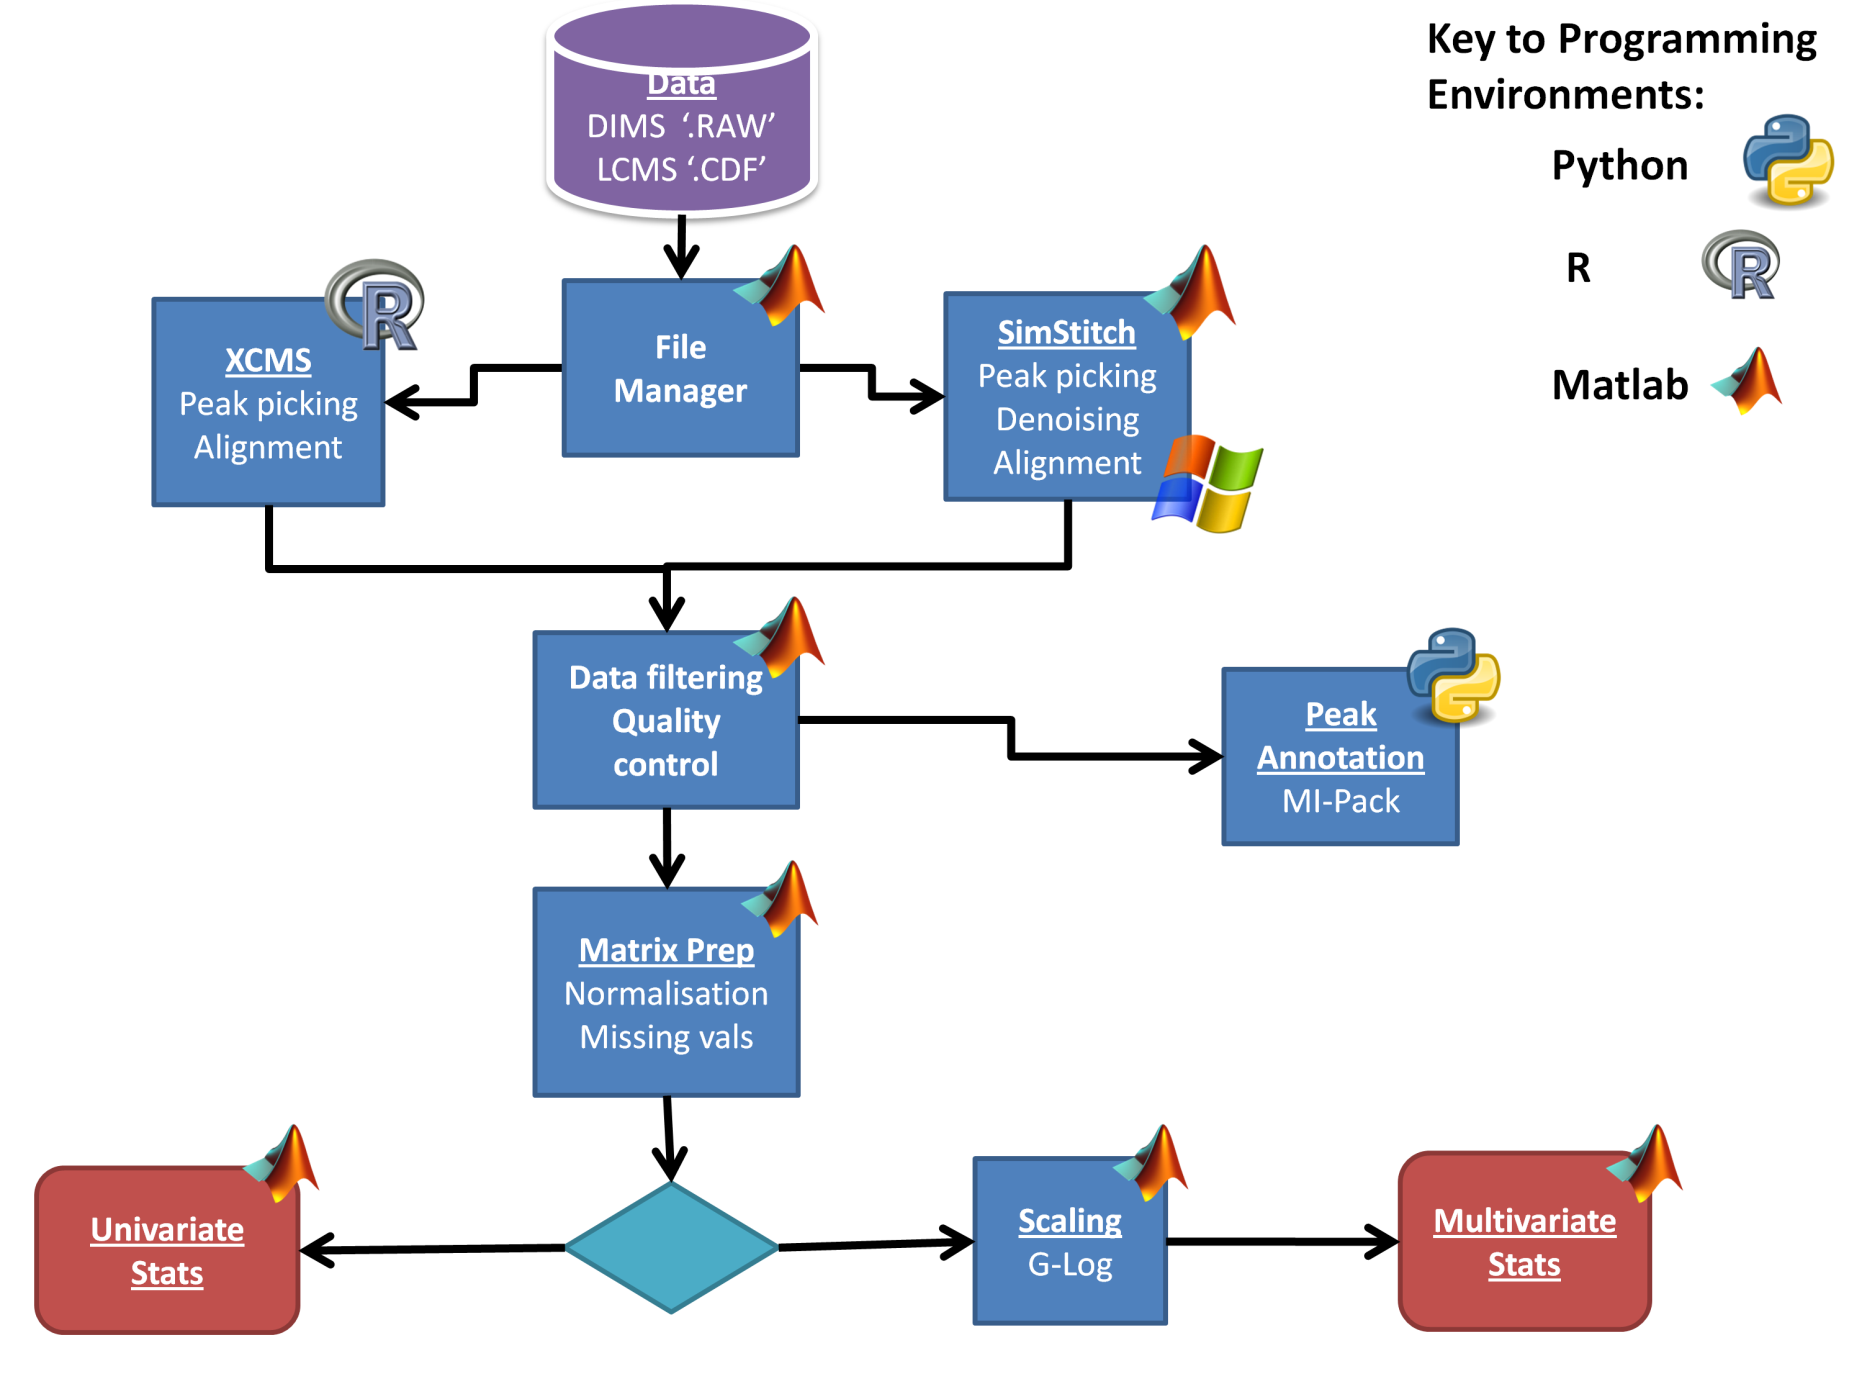 Key to Programming
Environments:
Python
R
R
Matlab
Data
DIMS ‘.RAW’
LCMS ‘.CDF’
R
XCMS
Peak picking
Alignment
File
Manager
SimStitch
Peak picking
Denoising
Alignment
Data filtering
Quality
control
Peak
Annotation
MI-Pack
Matrix Prep
Normalisation
Missing vals
Univariate
Stats
Scaling
G-Log
Multivariate
Stats